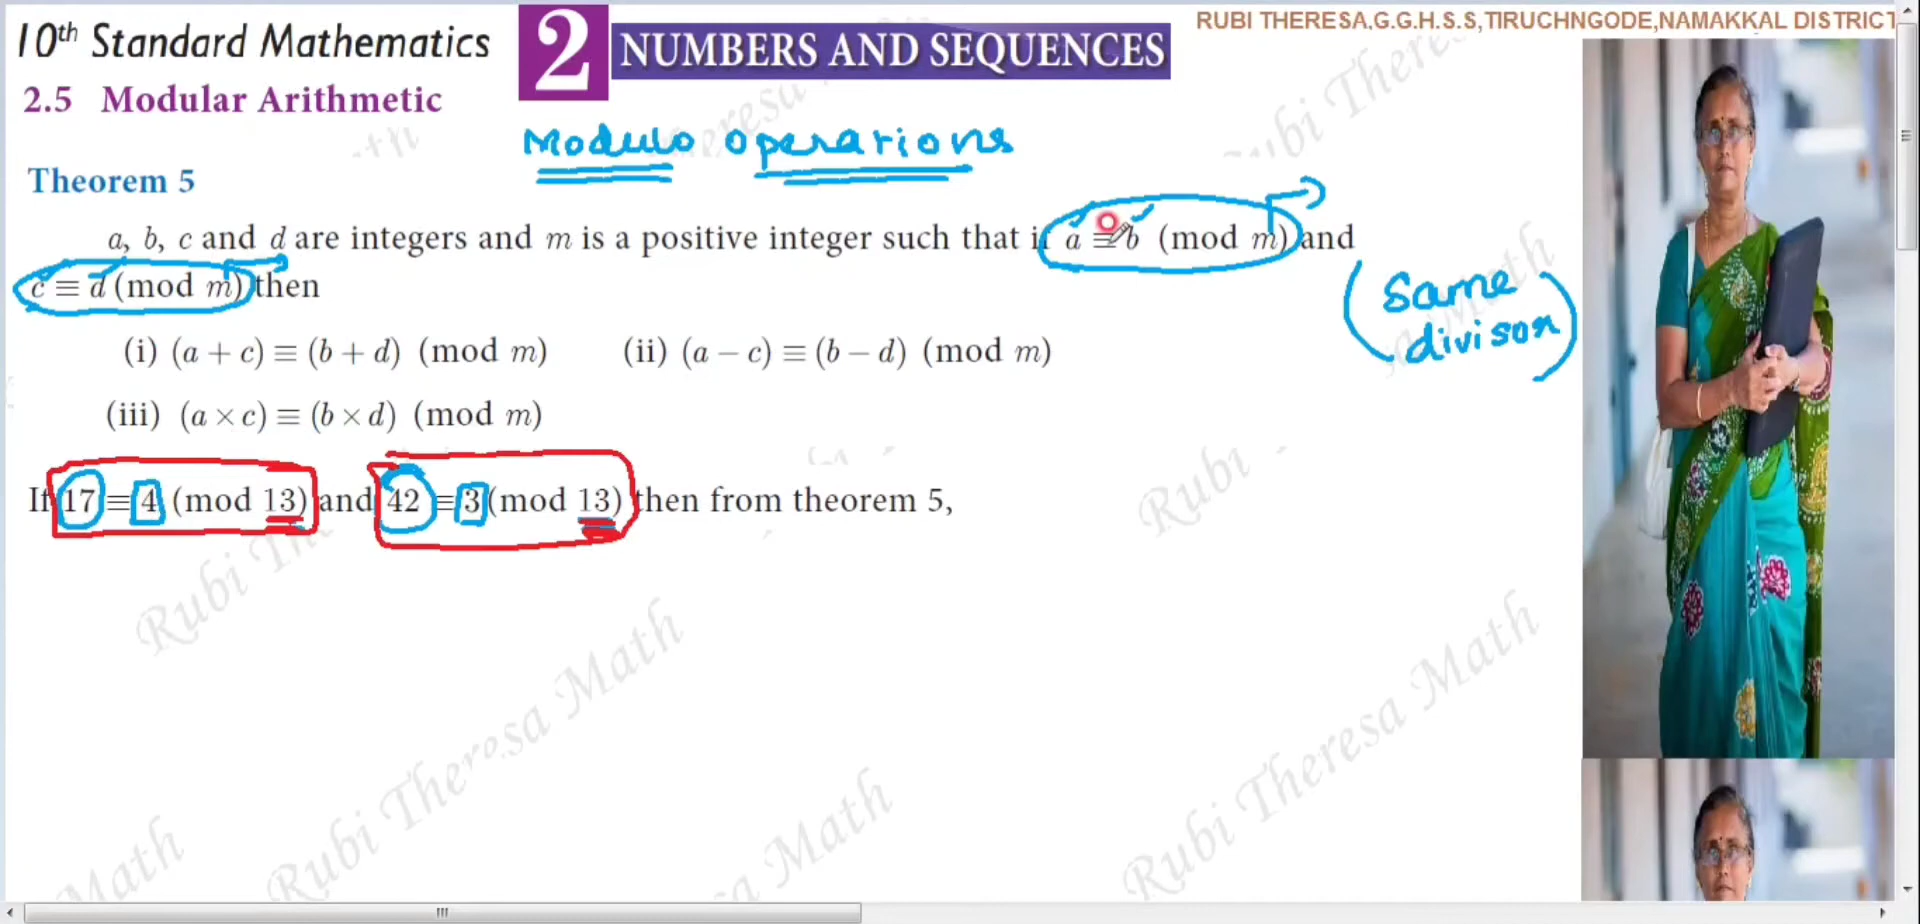 RUBI THERESA,G.G.H.S.S,TIRUCHNGODE,NAMAKKAL DISTRICT
10th Standard Mathematics
2 NUMBERS AND SEQUENCES
2.5 Modular Arithmetic
Modulo operations
Theorem 5
a, b, c and d are integers and m is a positive integer such that if a ≡ b (mod m) and
c ≡ d (mod m) then
(same
divison)
(i) (a + c) ≡ (b + d) (mod m) (ii) (a − c) ≡ (b − d) (mod m)
(iii) (a × c) ≡ (b × d) (mod m)
If 17 ≡ 4 (mod 13) and 42 ≡ 3 (mod 13) then from theorem 5,
Rubi Theresa Math
Rubi Theresa Math